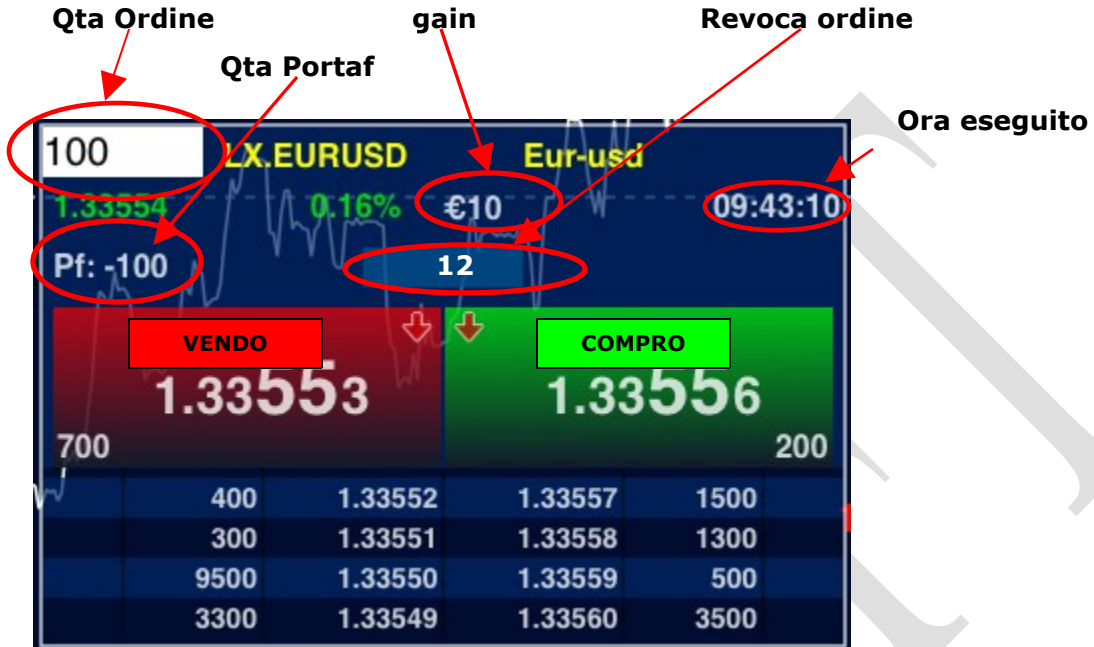 Qta Ordine gain Revoca ordine
Qta Portaf
Ora eseguito
100 LX.EURUSD Eur-usd
1.33554 0.16% €10 09:43:10
Pf: -100 12
VENDO COMPRO
1.33553 1.33556
700 200
400 1.33552 1.33557 1500
300 1.33551 1.33558 1300
9500 1.33550 1.33559 500
3300 1.33549 1.33560 3500